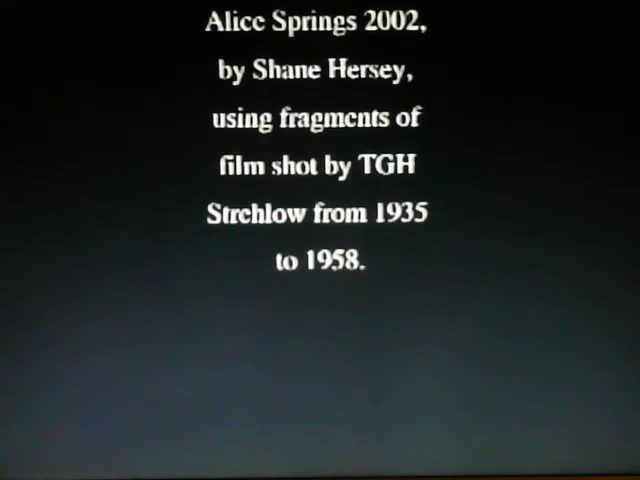 Alice Springs 2002,
by Shane Hersey,
using fragments of
film shot by TGH
Strehlow from 1935
to 1958.